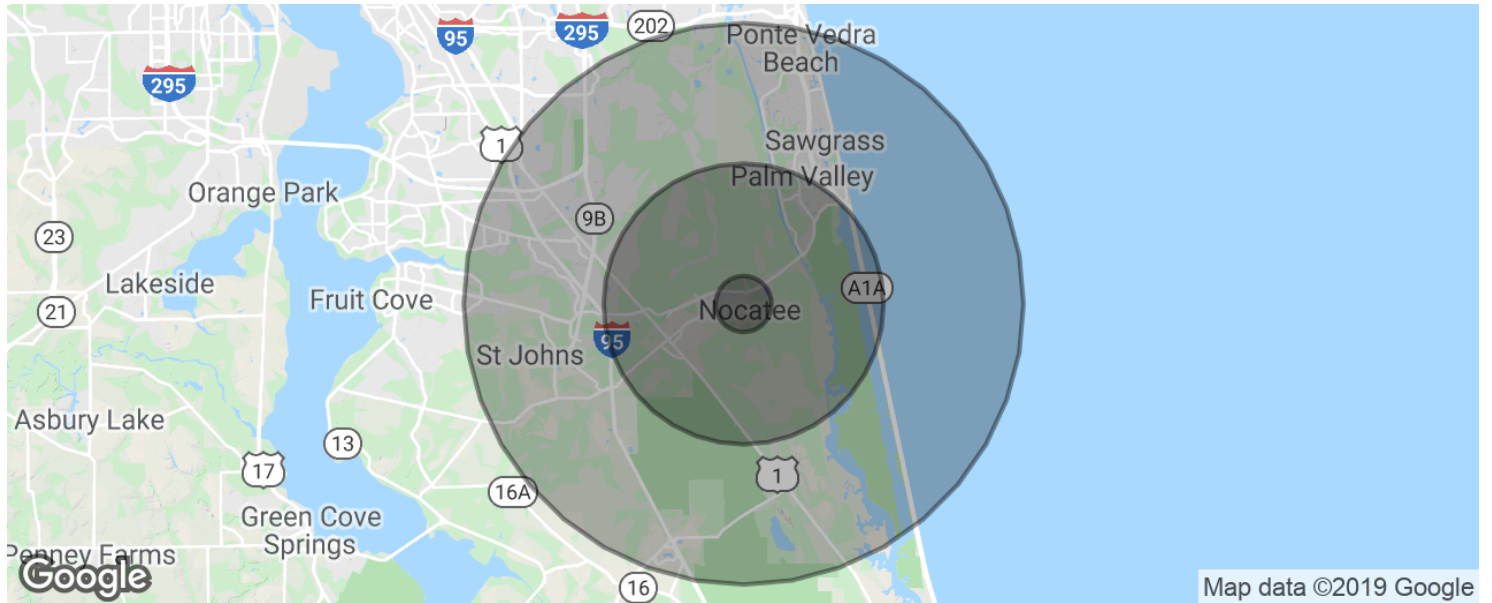 202
95
295
Ponte Vedra
Beach
295
1
Sawgrass
Palm Valley
Orange Park
9B
23
Lakeside
A1A
Fruit Cove
Nocatee
21
95
St Johns
Asbury Lake
13
17
1
16A
Green Cove
Springs
Penney Farms
Google
16
Map data ©2019 Google